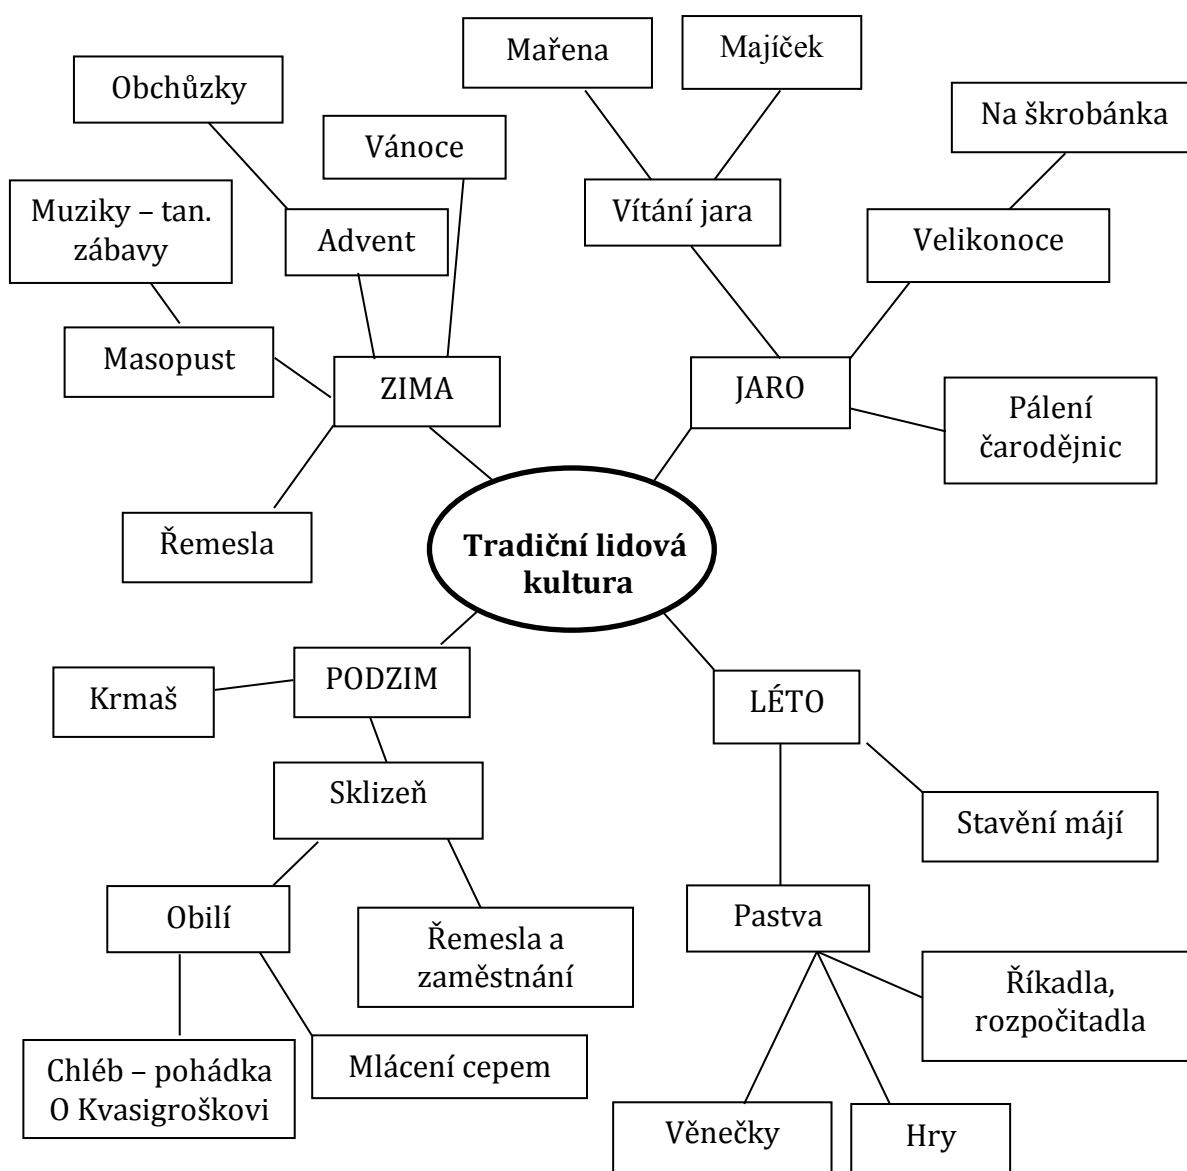 Mařena
Majíček
Obchůzky
Na škrobánka
Vánoce
Muziky – tan.
zábavy
Vítání jara
Advent
Velikonoce
Masopust
ZIMA
JARO
Pálení
čarodějnic
Řemesla
Tradiční lidová
kultura
PODZIM
Krmaš
LÉTO
Sklizeň
Stavění májí
Obilí
Pastva
Řemesla a
zaměstnání
Říkadla,
rozpočitadla
Chléb – pohádka
O Kvasigroškovi
Mlácení cepem
Věnečky
Hry